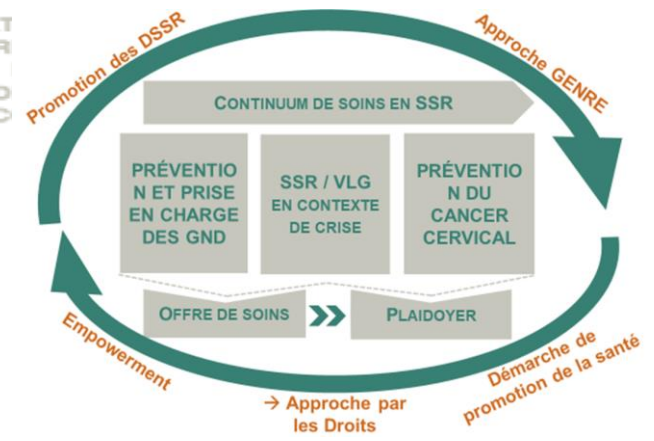 Promotion des DSSR
Approche GENRE
CONTINUUM DE SOINS EN SSR
PRÉVENTIO
N ET PRISE
EN CHARGE
DES GND
SSR / VLG
EN CONTEXTE
DE CRISE
PRÉVENTIO
N DU
CANCER
CERVICAL
OFFRE DE SOINS
PLAIDOYER
Empowerment
→ Approche par
les Droits
Démarche de
promotion de la santé